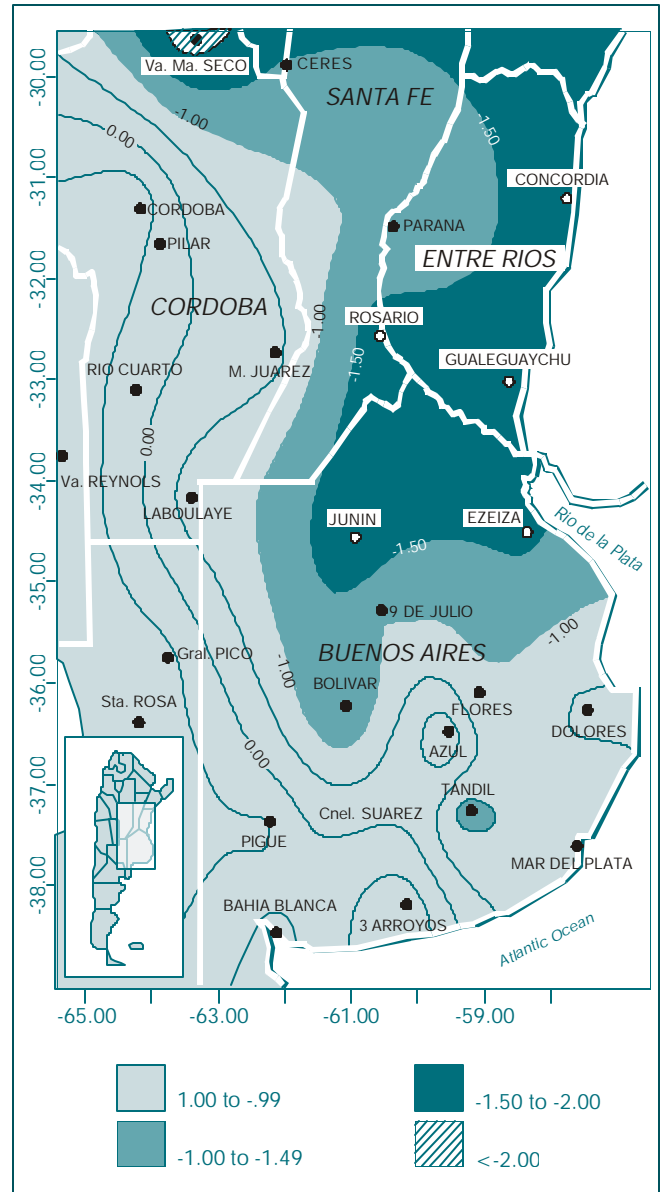 -30.00
-31.00
-32.00
-33.00
-34.00
-35.00
-36.00
-37.00
-38.00
Va. Ma. SECO
CERES
SANTA FE
-1.00
0.00
-1.50
CONCORDIA
CORDOBA
PARANA
PILAR
ENTRE RIOS
CORDOBA
-1.00
ROSARIO
-1.50
GUALEGUAYCHU
RIO CUARTO
M. JUAREZ
0.00
Va. REYNOLS
LABOULAYE
JUNIN
EZEIZA
Rio de la Plata
-1.50
9 DE JULIO
-1.00
BUENOS AIRES
Gral. PICO
-1.00
BOLIVAR
Sta. ROSA
FLORES
DOLORES
AZUL
0.00
TANDIL
Cnel. SUAREZ
PIGUE
MAR DEL PLATA
BAHIA BLANCA
3 ARROYOS
Atlantic Ocean
-65.00 -63.00 -61.00 -59.00
1.00 to -.99
-1.50 to -2.00
-1.00 to -1.49
<-2.00